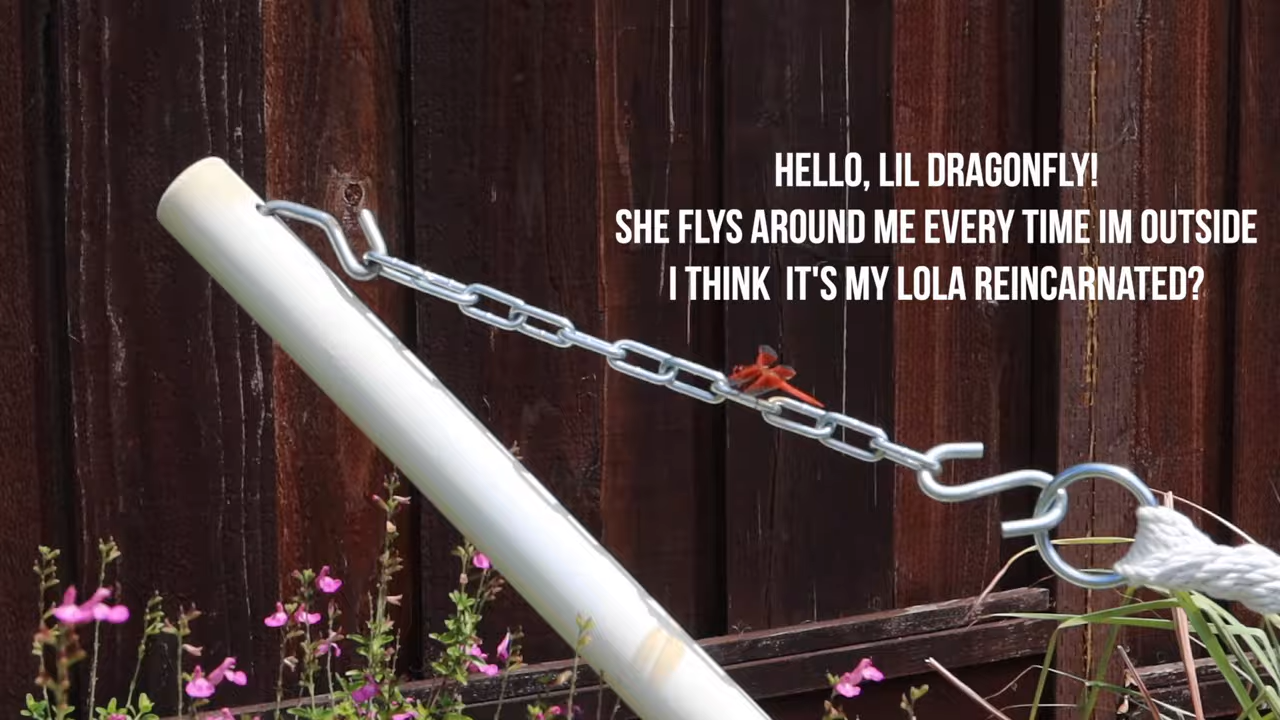 HELLO, LIL DRAGONFLY!
SHE FLYS AROUND ME EVERY TIME IM OUTSIDE
I THINK  IT'S MY LOLA REINCARNATED?